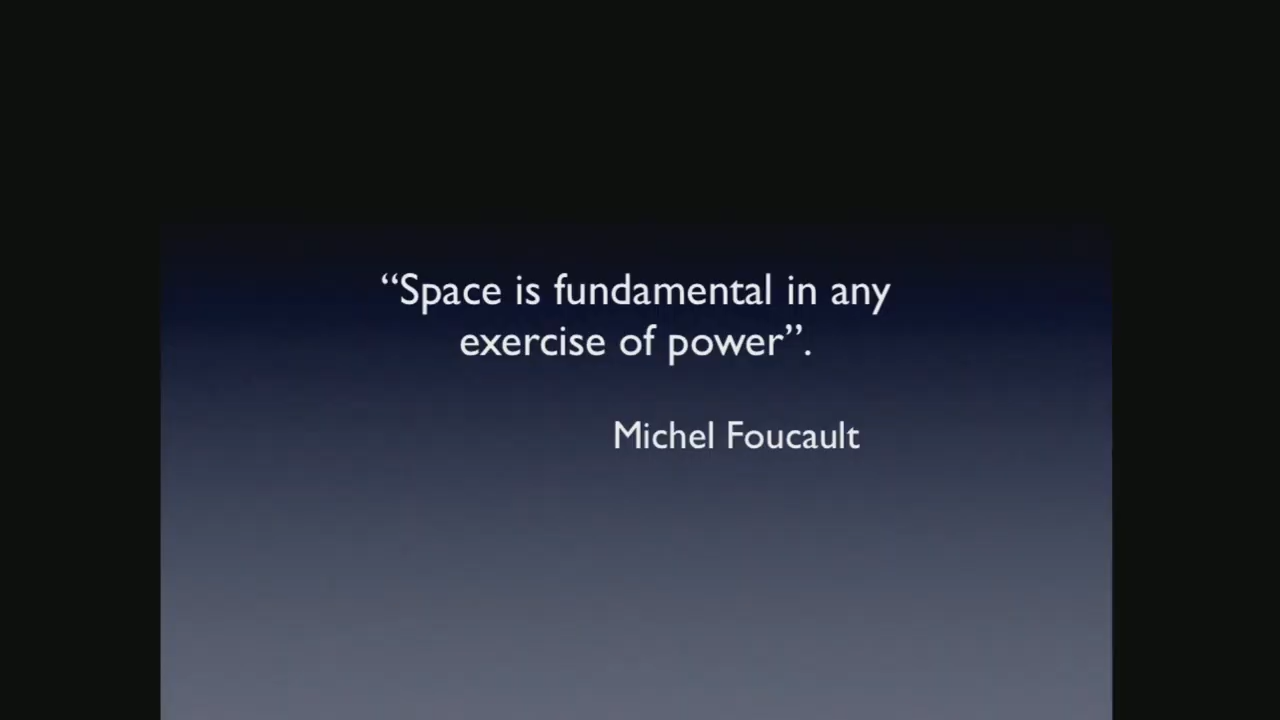 “Space is fundamental in any
exercise of power”.
Michel Foucault